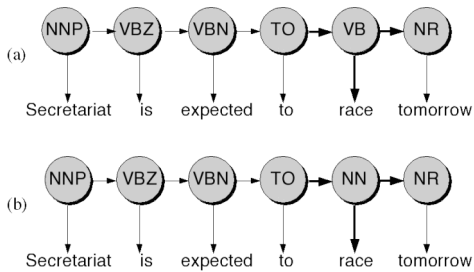 NNP VBZ VBN TO VB NR
(a)
Secretariat is expected to race tomorrow
NNP VBZ VBN TO NN NR
(b)
Secretariat is expected to race tomorrow